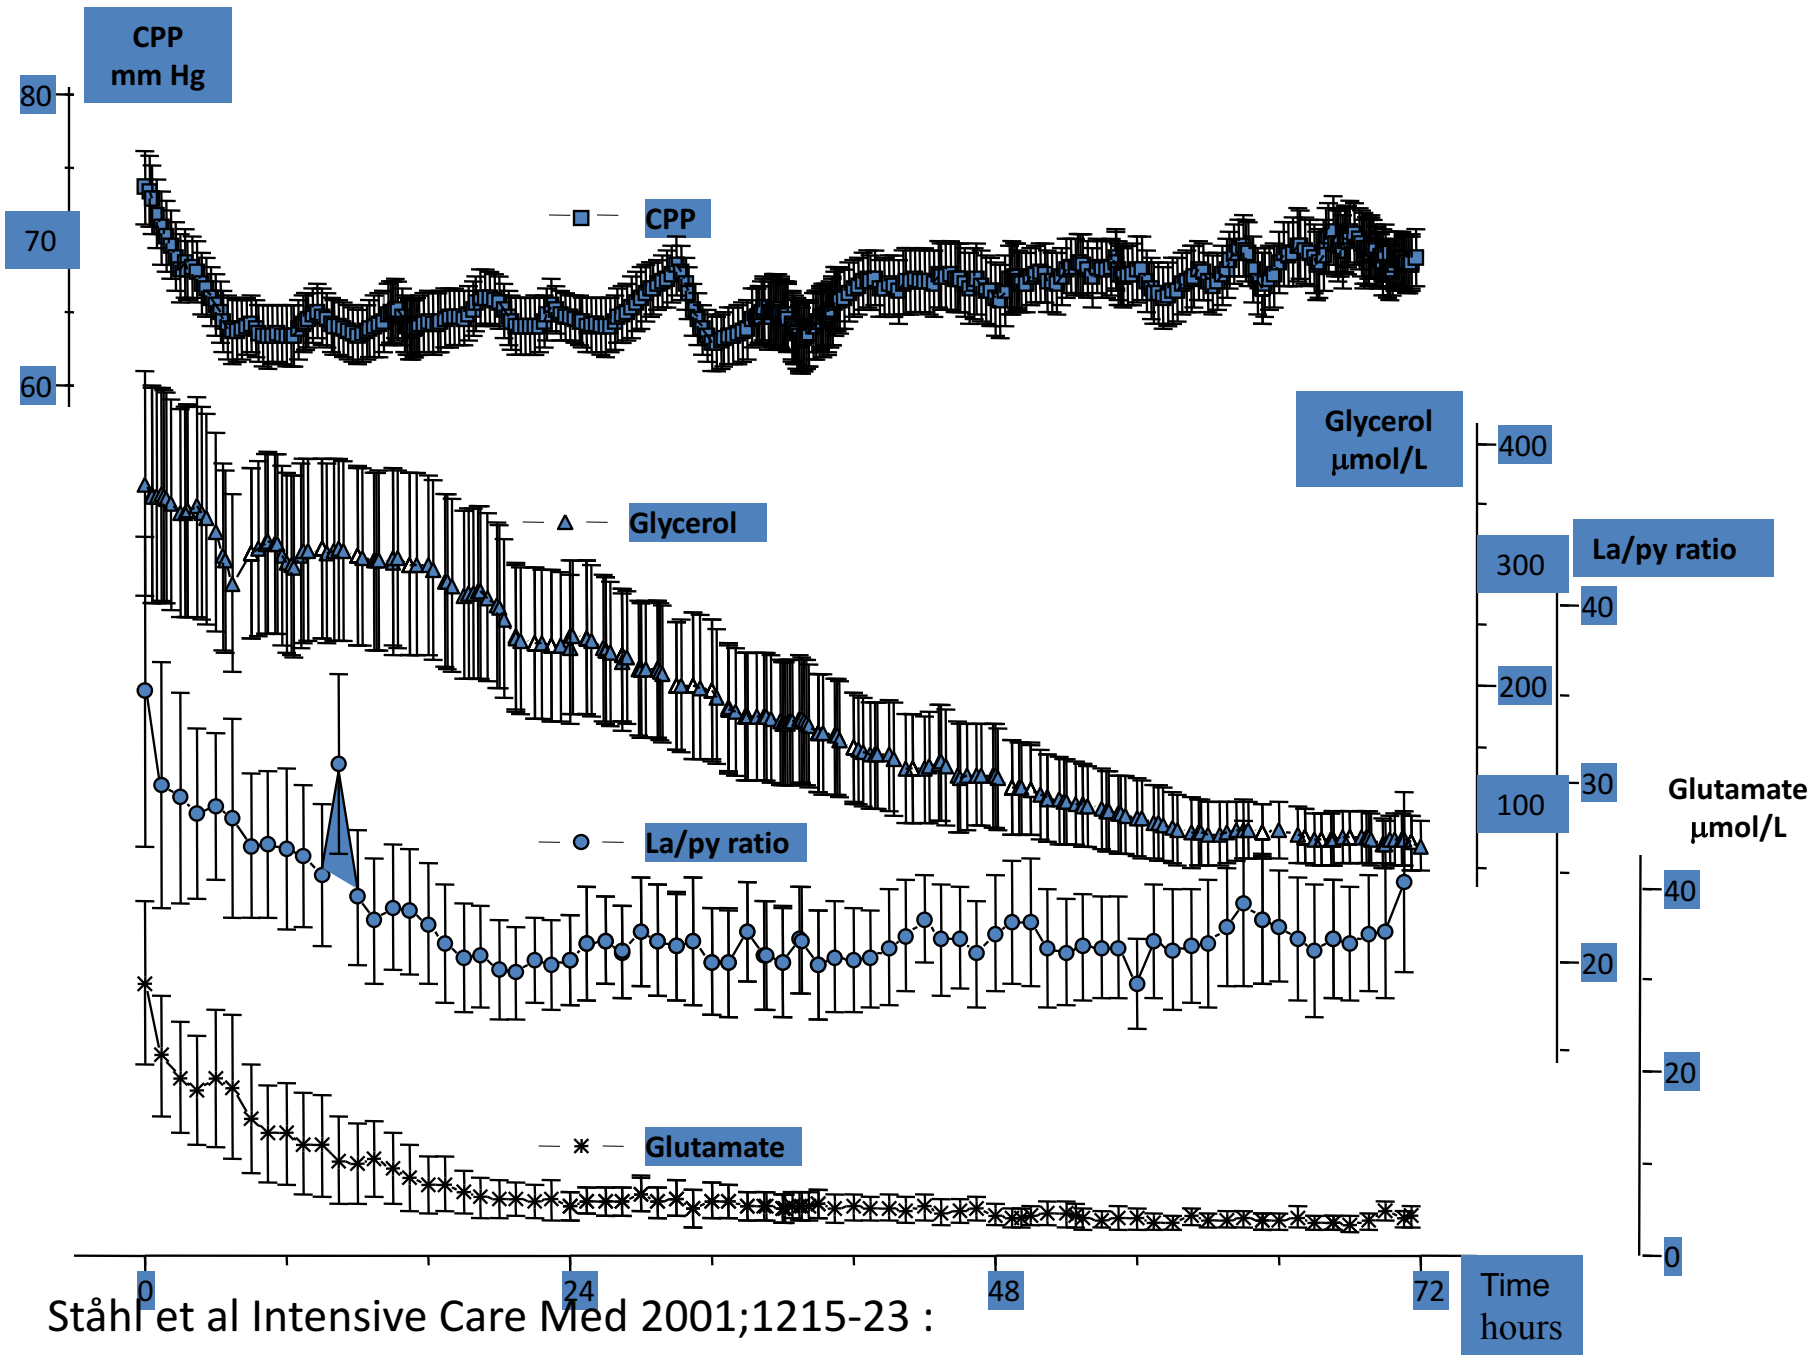 CPP
mm Hg
80
70
60
CPP
Glycerol
μmol/L
400
300
200
100
Glycerol
La/py ratio
40
30
20
La/py ratio
Glutamate
μmol/L
40
20
0
Glutamate
0
24
48
72
Time
hours
Ståhl et al Intensive Care Med 2001;1215-23 :